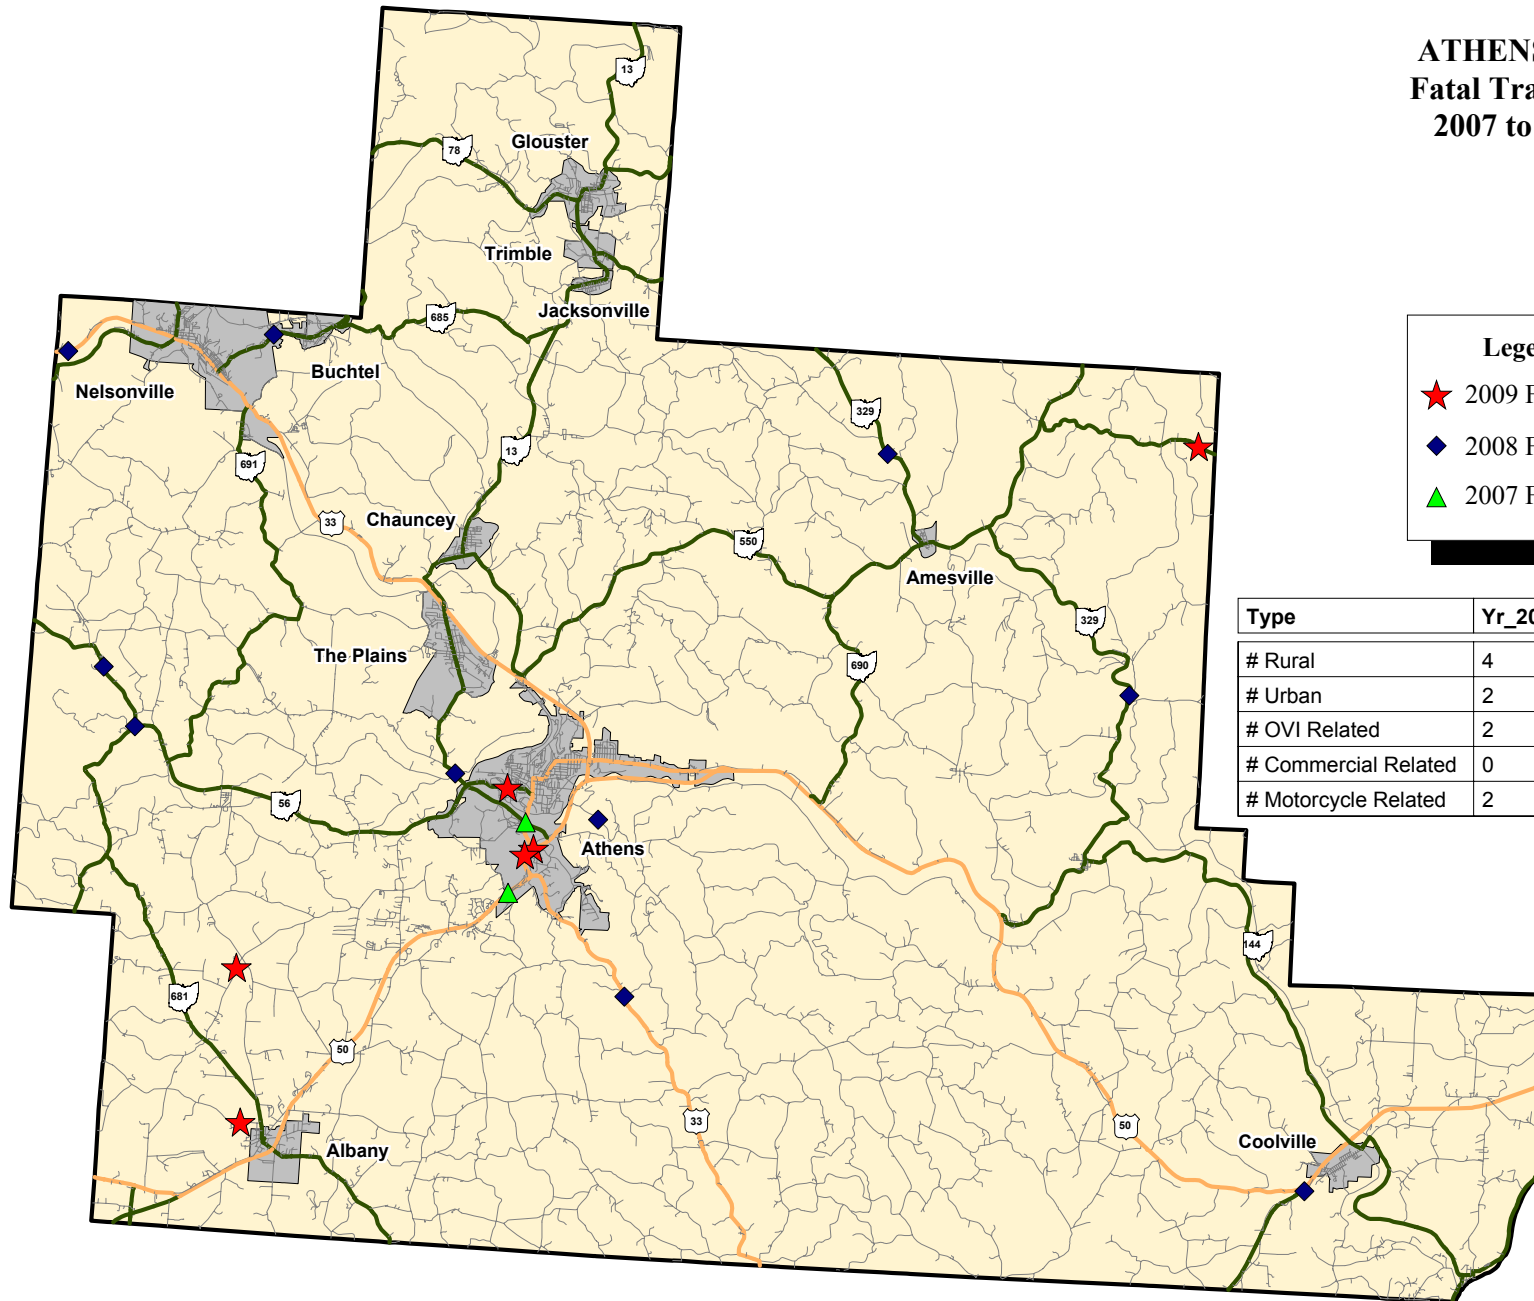 ATHENS
Fatal Tra
2007 to
13
Glouster
78
Trimble
Jacksonville
685
Buchtel
Nelsonville
Lege
2009 F
2008 F
2007 F
329
13
691
Chauncey
33
550
Amesville
Type Yr_20
# Rural 4
# Urban 2
# OVI Related 2
# Commercial Related 0
# Motorcycle Related 2
329
The Plains
690
56
Athens
144
681
50
33
50
Albany
Coolville